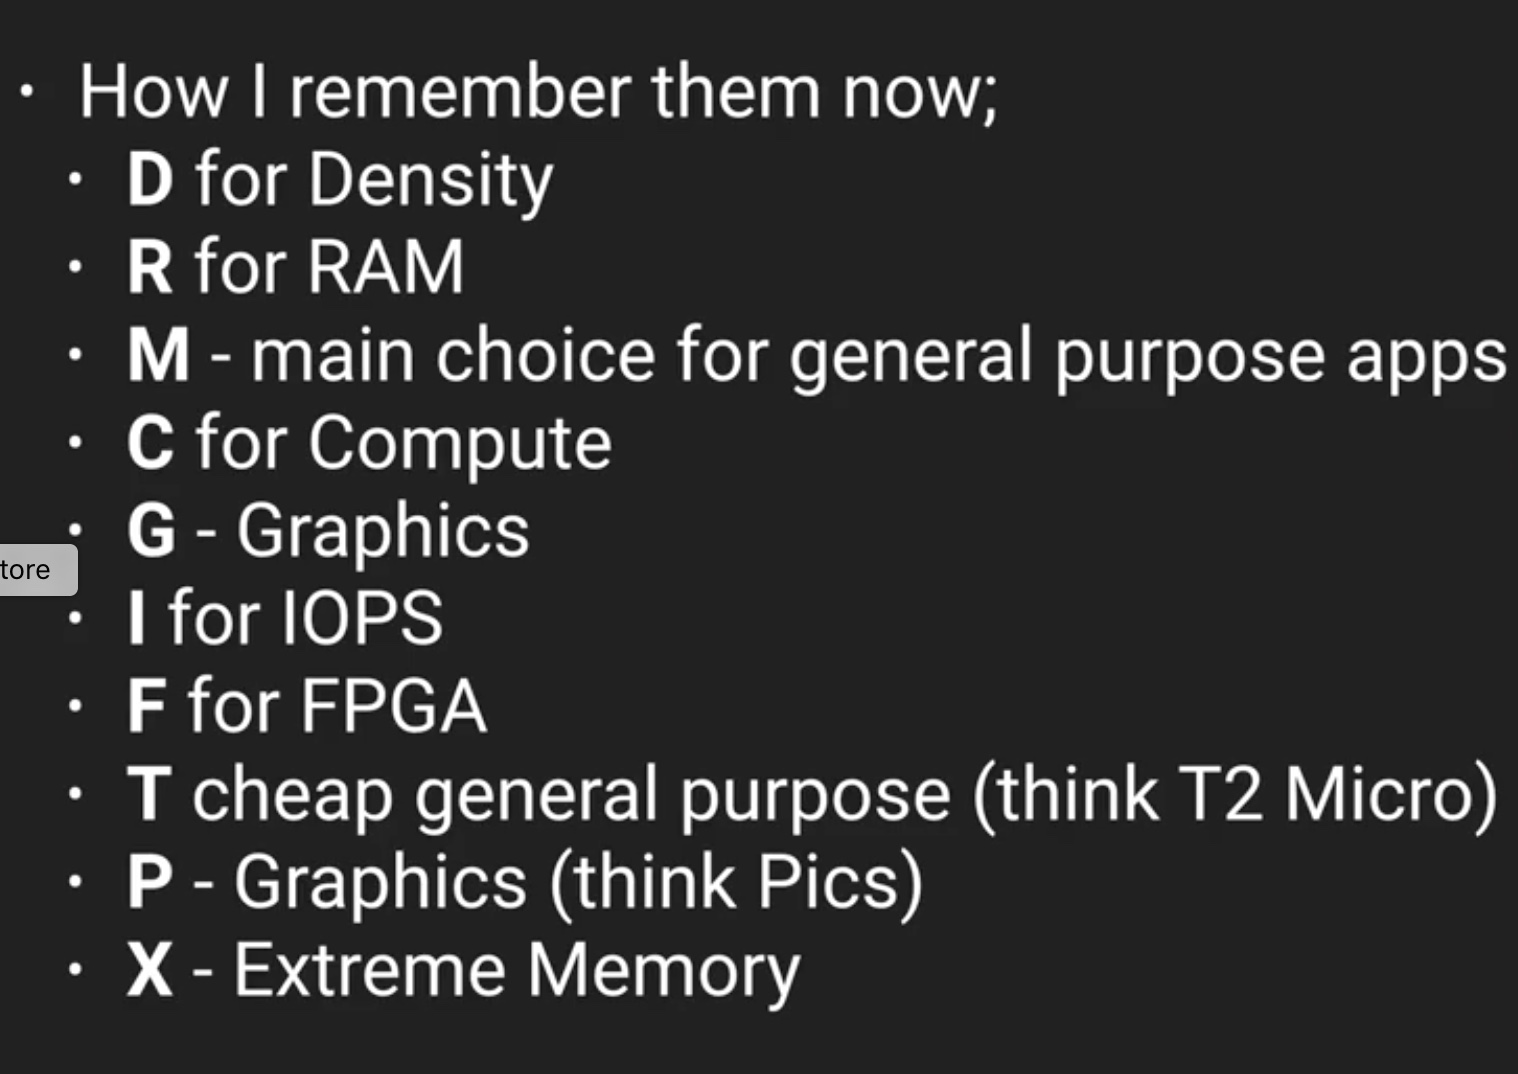 • How I remember them now;
• D for Density
• R for RAM
• M - main choice for general purpose apps
• C for Compute
• G - Graphics
tore
• I for IOPS
• F for FPGA
• T cheap general purpose (think T2 Micro)
• P - Graphics (think Pics)
• X - Extreme Memory